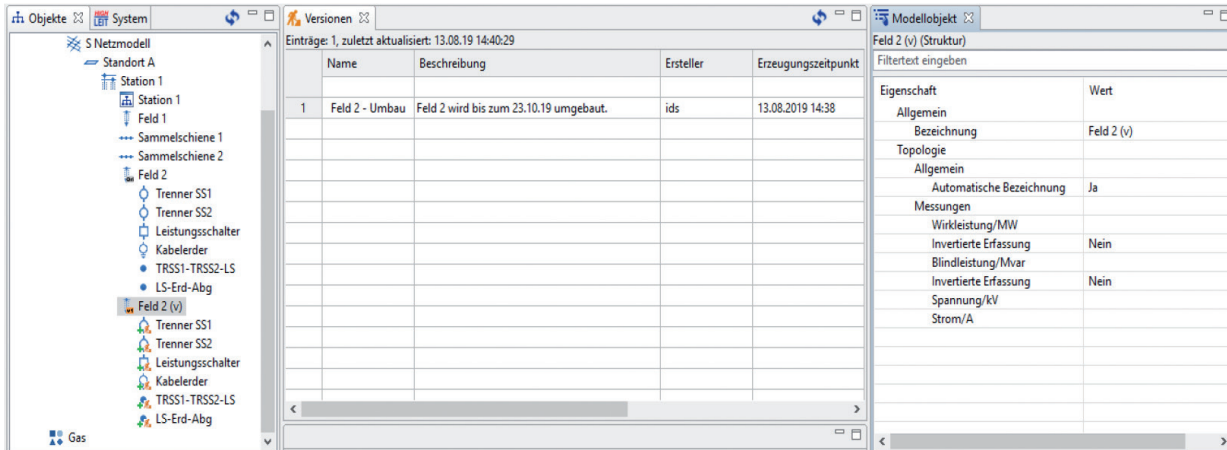 Objekte
HIGH LEIT System
S Netzmodell
Standort A
Station 1
Station 1
Feld 1
Sammelschiene 1
Sammelschiene 2
Feld 2
Trenner SS1
Trenner SS2
Leistungsschalter
Kabelerder
TRSS1-TRSS2-LS
LS-Erd-Abg
Feld 2 (v)
Trenner SS1
Trenner SS2
Leistungsschalter
Kabelerder
TRSS1-TRSS2-LS
LS-Erd-Abg
Gas
Versionen
Einträge: 1, zuletzt aktualisiert: 13.08.19 14:40:29
Name Beschreibung Ersteller Erzeugungszeitpunkt
1 Feld 2 - Umbau Feld 2 wird bis zum 23.10.19 umgebaut. ids 13.08.2019 14:38
Modellobjekt
Feld 2 (v) (Struktur)
Filtertext eingeben
Eigenschaft Wert
Allgemein
Bezeichnung Feld 2 (v)
Topologie
Allgemein
Automatische Bezeichnung Ja
Messungen
Wirkleistung/MW
Invertierte Erfassung Nein
Blindleistung/Mvar
Invertierte Erfassung Nein
Spannung/kV
Strom/A